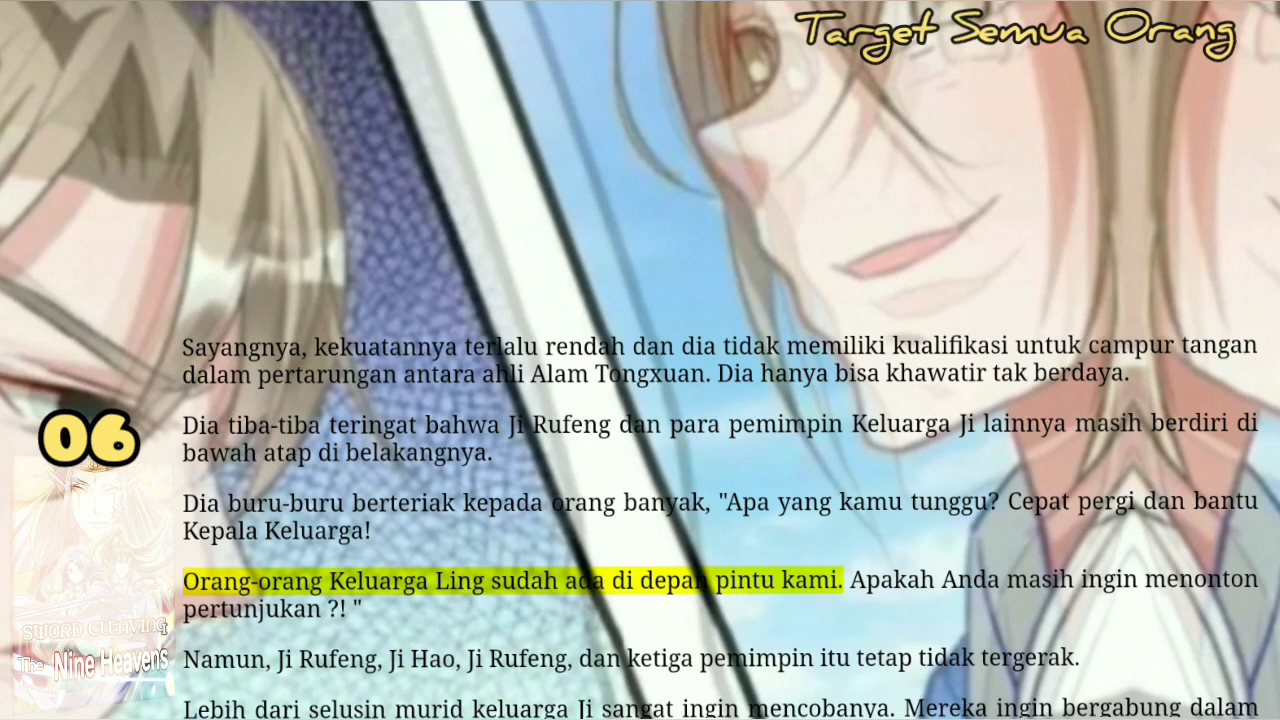 Target Semua Orang
Sayangnya, kekuatannya terlalu rendah dan dia tidak memiliki kualifikasi untuk campur tangan
dalam pertarungan antara ahli Alam Tongxuan. Dia hanya bisa khawatir tak berdaya.
Dia tiba-tiba teringat bahwa Ji Rufeng dan para pemimpin Keluarga Ji lainnya masih berdiri di
bawah atap di belakangnya.
06
Dia buru-buru berteriak kepada orang banyak, "Apa yang kamu tunggu? Cepat pergi dan bantu
Kepala Keluarga!
Orang-orang Keluarga Ling sudah ada di depan pintu kami. Apakah Anda masih ingin menonton
pertunjukan ?! "
SWORD CLEAVING
The Nine Heavens
Namun, Ji Rufeng, Ji Hao, Ji Rufeng, dan ketiga pemimpin itu tetap tidak tergerak.
Lebih dari selusin murid keluarga Ji sangat ingin mencobanya. Mereka ingin bergabung dalam